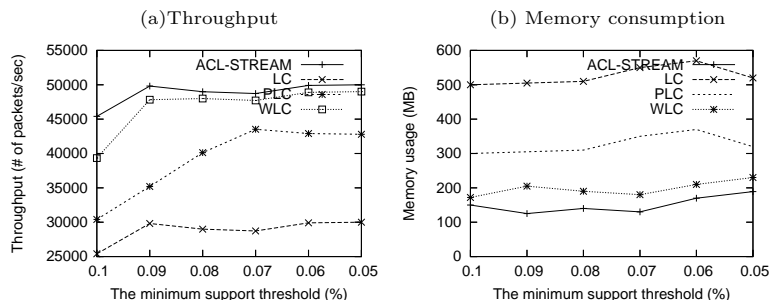 (a)Throughput
55000
50000
45000
40000
35000
30000
25000
0.1 0.09 0.08 0.07 0.06 0.05
Throughput (# of packets/sec)
The minimum support threshold (%)
ACL-STREAM
LC
PLC
WLC
(b) Memory consumption
600
500
400
300
200
100
0
0.1 0.09 0.08 0.07 0.06 0.05
Memory usage (MB)
The minimum support threshold (%)
ACL-STREAM
LC
PLC
WLC